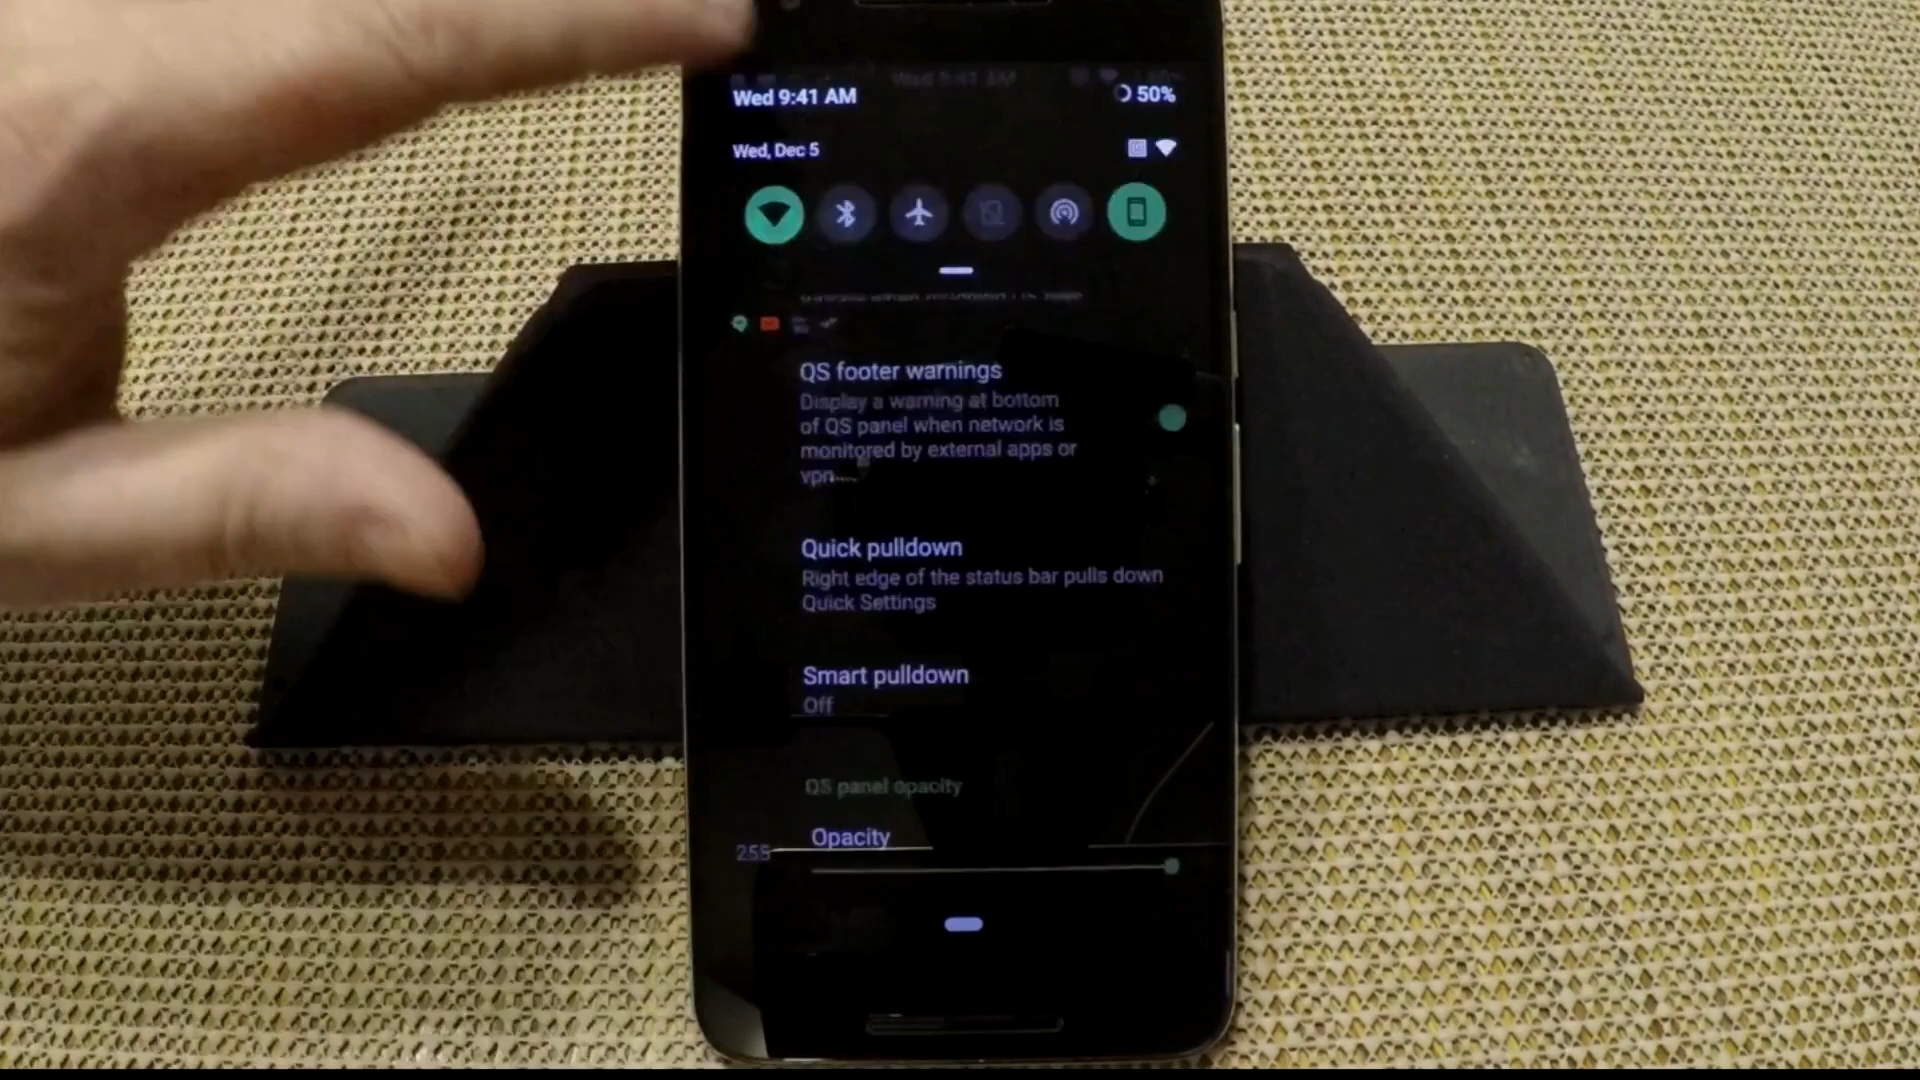 Wed 9:41 AM
50%
Wed, Dec 5
QS footer warnings
Display a warning at bottom
of QS panel when network is
monitored by external apps or
vpn
Quick pulldown
Right edge of the status bar pulls down
Quick Settings
Smart pulldown
Off
QS panel opacity
Opacity
255